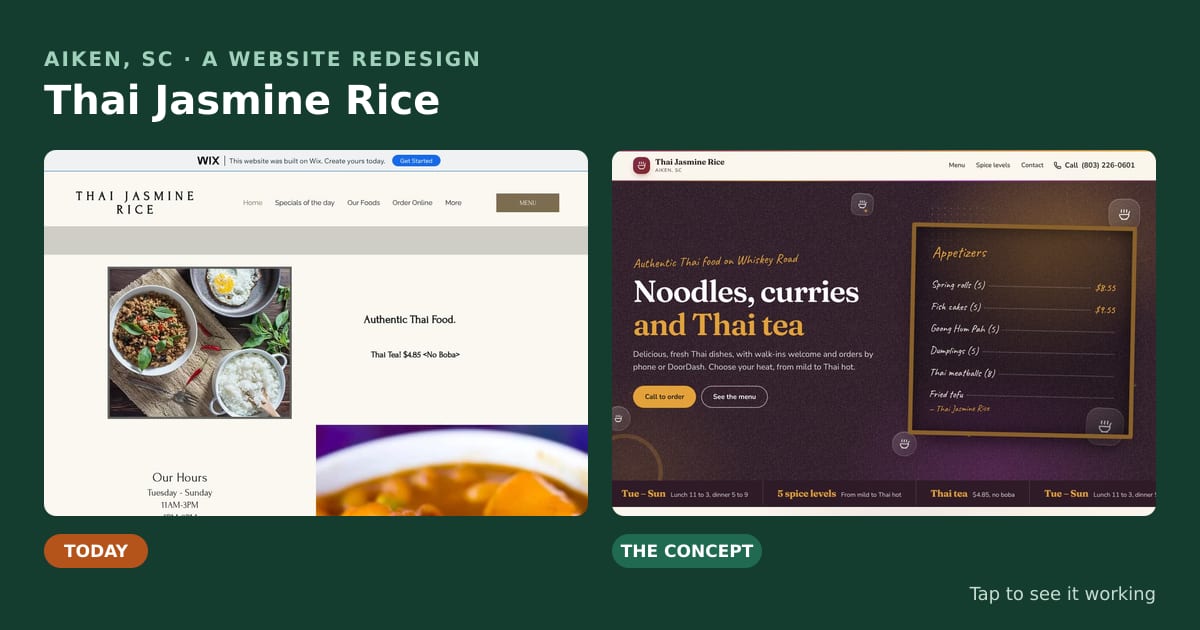 AIKEN, SC · A WEBSITE REDESIGN
Thai Jasmine Rice
WIX
This website was built on Wix. Create yours today.
Get Started
THAI JASMINE
RICE
Home
Specials of the day
Our Foods
Order Online
More
MENU
Authentic Thai Food.
Thai Tea! $4.85 <No Boba>
Our Hours
Tuesday - Sunday
11AM-3PM
TODAY
Thai Jasmine Rice
AIKEN, SC
Menu
Spice levels
Contact
Call (803) 226-0601
Authentic Thai food on Whiskey Road
Noodles, curries
and Thai tea
Delicious, fresh Thai dishes, with walk-ins welcome and orders by
phone or DoorDash. Choose your heat, from mild to Thai hot.
Call to order
See the menu
Appetizers
Spring rolls (5) $8.55
Fish cakes (5) $9.55
Goong Hom Pah (5)
Dumplings (5)
Thai meatballs (8)
Fried tofu
– Thai Jasmine Rice
Tue – Sun Lunch 11 to 3, dinner 5 to 9
5 spice levels From mild to Thai hot
Thai tea $4.85, no boba
Tue – Sun Lunch 11 to 3, dinner
THE CONCEPT
Tap to see it working